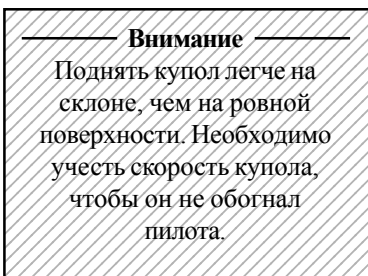 Внимание
Поднять купол легче на
склоне, чем на ровной
поверхности. Необходимо
учесть скорость купола,
чтобы он не обогнал
пилота.